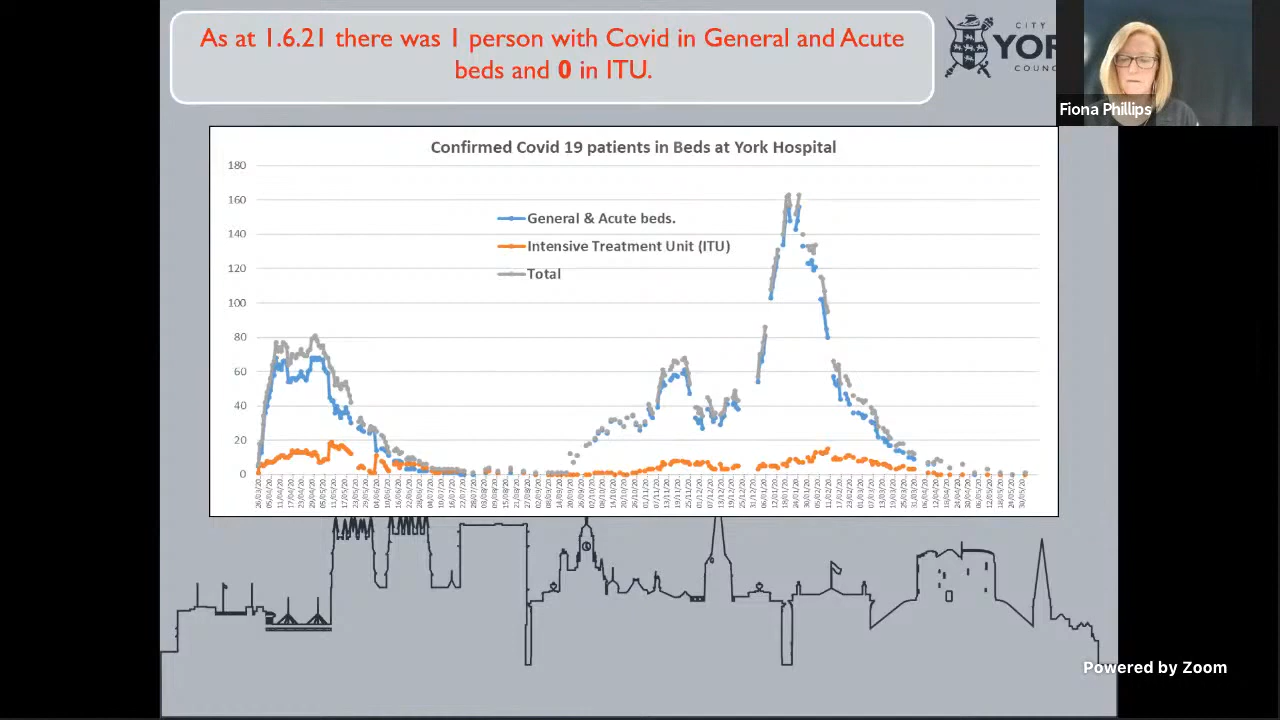 As at 1.6.21 there was 1 person with Covid in General and Acute
beds and 0 in ITU.
CITY
YOR
COUNC
Fiona Phillips
Confirmed Covid 19 patients in Beds at York Hospital
180
160
140
120
100
80
60
40
20
0
General & Acute beds.
Intensive Treatment Unit (ITU)
Total
Powered by Zoom